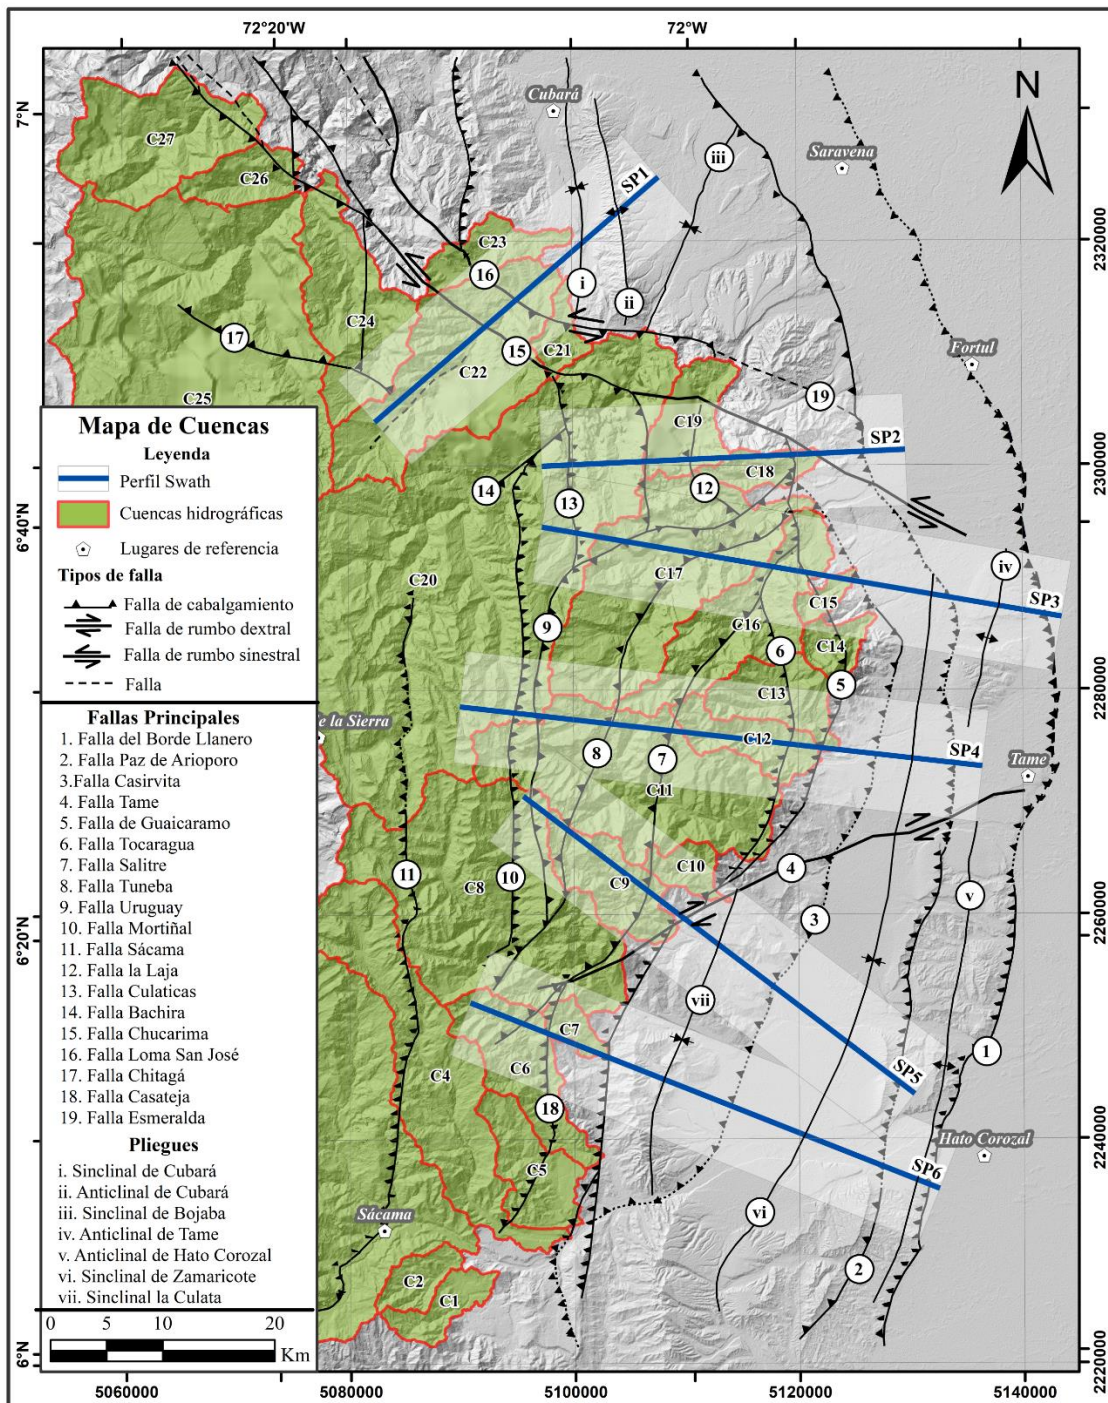 72°20'W
72°W
7°N
6°40'N
6°20'N
6°N
2320000
2300000
2280000
2260000
2240000
2220000
5060000
5080000
5100000
5120000
5140000
N
Cubará
Saravena
Fortul
Tame
Hato Corozal
Sácama
de la Sierra
SP1
SP2
SP3
SP4
SP5
SP6
C27
C26
C23
C24
C21
C22
C25
C19
C18
C20
C17
C15
C16
C14
C13
C12
C11
C10
C9
C8
C7
C6
C4
C5
C2
C1
iii
16
i
ii
17
15
19
14
13
12
iv
9
6
5
8
7
11
10
4
3
v
vii
1
18
vi
2
Mapa de Cuencas
Leyenda
Perfil Swath
Cuencas hidrográficas
Lugares de referencia
Tipos de falla
Falla de cabalgamiento
Falla de rumbo dextral
Falla de rumbo sinestral
Falla
Fallas Principales
1. Falla del Borde Llanero
2. Falla Paz de Arioporo
3.Falla Casirvita
4. Falla Tame
5. Falla de Guaicaramo
6. Falla Tocaragua
7. Falla Salitre
8. Falla Tuneba
9. Falla Uruguay
10. Falla Mortiñal
11. Falla Sácama
12. Falla la Laja
13. Falla Culaticas
14. Falla Bachira
15. Falla Chucarima
16. Falla Loma San José
17. Falla Chitagá
18. Falla Casateja
19. Falla Esmeralda
Pliegues
i. Sinclinal de Cubará
ii. Anticlinal de Cubará
iii. Sinclinal de Bojaba
iv. Anticlinal de Tame
v. Anticlinal de Hato Corozal
vi. Sinclinal de Zamaricote
vii. Sinclinal la Culata
0 5 10 20
Km